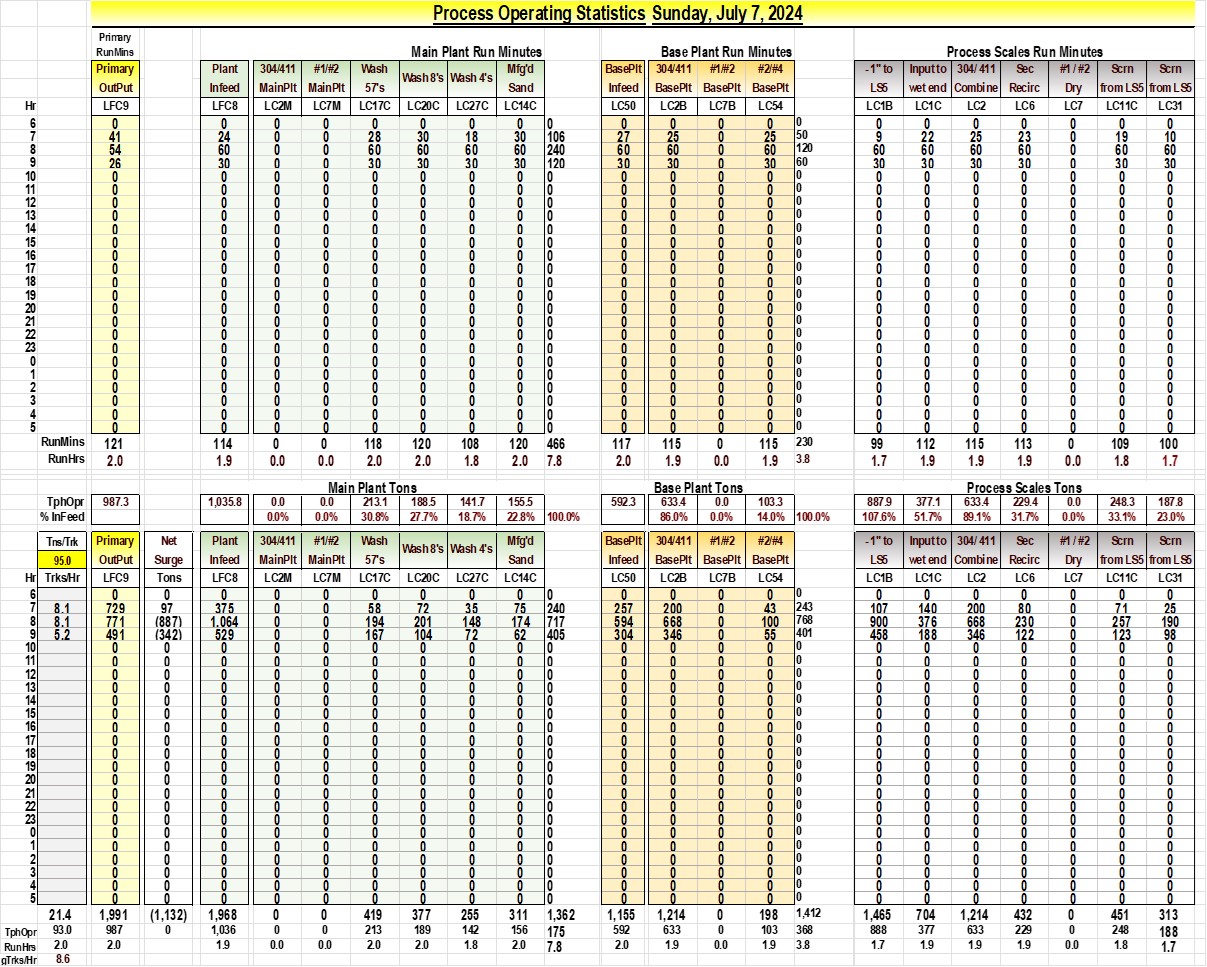 Process Operating Statistics Sunday, July 7, 2024
Primary
RunMins Main Plant Run Minutes Base Plant Run Minutes Process Scales Run Minutes
Primary Plant 304/411 #1/#2 Wash Wash 8's Wash 4's Mfg'd BasePlt 304/411 #1/#2 #2/#4 -1" to Input to 304/ 411 Sec #1 / #2 Scrn Scrn
OutPut Infeed MainPlt MainPlt 57's Sand Infeed BasePlt BasePlt BasePlt LS5 wet end Combine Recirc Dry from LS5 from LS5
Hr LFC9 LFC8 LC2M LC7M LC17C LC20C LC27C LC14C LC50 LC2B LC7B LC54 LC1B LC1C LC2 LC6 LC7 LC11C LC31
6 0 0 0 0 0 0 0 0 0 0 0 0 0 0 0 0 0 0 0 0 0
7 41 24 0 0 28 30 18 30 106 27 25 0 25 50 9 22 25 23 0 19 10
8 54 60 0 0 60 60 60 60 240 60 60 0 60 120 60 60 60 60 0 60 60
9 26 30 0 0 30 30 30 30 120 30 30 0 30 60 30 30 30 30 0 30 30
10 0 0 0 0 0 0 0 0 0 0 0 0 0 0 0 0 0 0 0 0 0
11 0 0 0 0 0 0 0 0 0 0 0 0 0 0 0 0 0 0 0 0 0
12 0 0 0 0 0 0 0 0 0 0 0 0 0 0 0 0 0 0 0 0 0
13 0 0 0 0 0 0 0 0 0 0 0 0 0 0 0 0 0 0 0 0 0
14 0 0 0 0 0 0 0 0 0 0 0 0 0 0 0 0 0 0 0 0 0
15 0 0 0 0 0 0 0 0 0 0 0 0 0 0 0 0 0 0 0 0 0
16 0 0 0 0 0 0 0 0 0 0 0 0 0 0 0 0 0 0 0 0 0
17 0 0 0 0 0 0 0 0 0 0 0 0 0 0 0 0 0 0 0 0 0
18 0 0 0 0 0 0 0 0 0 0 0 0 0 0 0 0 0 0 0 0 0
19 0 0 0 0 0 0 0 0 0 0 0 0 0 0 0 0 0 0 0 0 0
20 0 0 0 0 0 0 0 0 0 0 0 0 0 0 0 0 0 0 0 0 0
21 0 0 0 0 0 0 0 0 0 0 0 0 0 0 0 0 0 0 0 0 0
22 0 0 0 0 0 0 0 0 0 0 0 0 0 0 0 0 0 0 0 0 0
23 0 0 0 0 0 0 0 0 0 0 0 0 0 0 0 0 0 0 0 0 0
0 0 0 0 0 0 0 0 0 0 0 0 0 0 0 0 0 0 0 0 0 0
1 0 0 0 0 0 0 0 0 0 0 0 0 0 0 0 0 0 0 0 0 0
2 0 0 0 0 0 0 0 0 0 0 0 0 0 0 0 0 0 0 0 0 0
3 0 0 0 0 0 0 0 0 0 0 0 0 0 0 0 0 0 0 0 0 0
4 0 0 0 0 0 0 0 0 0 0 0 0 0 0 0 0 0 0 0 0 0
5 0 0 0 0 0 0 0 0 0 0 0 0 0 0 0 0 0 0 0 0 0
RunMins 121 114 0 0 118 120 108 120 466 117 115 0 115 230 99 112 115 113 0 109 100
RunHrs 2.0 1.9 0.0 0.0 2.0 2.0 1.8 2.0 7.8 2.0 1.9 0.0 1.9 3.8 1.7 1.9 1.9 1.9 0.0 1.8 1.7
Main Plant Tons Base Plant Tons Process Scales Tons
TphOpr 987.3 1,035.8 0.0 0.0 213.1 188.5 141.7 155.5 592.3 633.4 0.0 103.3 887.9 377.1 633.4 229.4 0.0 248.3 187.8
% InFeed 0.0% 0.0% 30.8% 27.7% 18.7% 22.8% 100.0% 86.0% 0.0% 14.0% 100.0% 107.6% 51.7% 89.1% 31.7% 0.0% 33.1% 23.0%
Tns/Trk Primary Net Plant 304/411 #1/#2 Wash Wash 8's Wash 4's Mfg'd BasePlt 304/411 #1/#2 #2/#4 -1" to Input to 304/ 411 Sec #1 / #2 Scrn Scrn
95.0 OutPut Surge Infeed MainPlt MainPlt 57's Sand Infeed BasePlt BasePlt BasePlt LS5 wet end Combine Recirc Dry from LS5 from LS5
Hr Trks/Hr LFC9 Tons LFC8 LC2M LC7M LC17C LC20C LC27C LC14C LC50 LC2B LC7B LC54 LC1B LC1C LC2 LC6 LC7 LC11C LC31
6 0 0 0 0 0 0 0 0 0 0 0 0 0 0 0 0 0 0 0 0 0 0
7 8.1 729 97 375 0 0 58 72 35 75 240 257 200 0 43 243 107 140 200 80 0 71 25
8 8.1 771 (887) 1,064 0 0 194 201 148 174 717 594 668 0 100 768 900 376 668 230 0 257 190
9 5.2 491 (342) 529 0 0 167 104 72 62 405 304 346 0 55 401 458 188 346 122 0 123 98
10 0 0 0 0 0 0 0 0 0 0 0 0 0 0 0 0 0 0 0 0 0 0
11 0 0 0 0 0 0 0 0 0 0 0 0 0 0 0 0 0 0 0 0 0 0
12 0 0 0 0 0 0 0 0 0 0 0 0 0 0 0 0 0 0 0 0 0 0
13 0 0 0 0 0 0 0 0 0 0 0 0 0 0 0 0 0 0 0 0 0 0
14 0 0 0 0 0 0 0 0 0 0 0 0 0 0 0 0 0 0 0 0 0 0
15 0 0 0 0 0 0 0 0 0 0 0 0 0 0 0 0 0 0 0 0 0 0
16 0 0 0 0 0 0 0 0 0 0 0 0 0 0 0 0 0 0 0 0 0 0
17 0 0 0 0 0 0 0 0 0 0 0 0 0 0 0 0 0 0 0 0 0 0
18 0 0 0 0 0 0 0 0 0 0 0 0 0 0 0 0 0 0 0 0 0 0
19 0 0 0 0 0 0 0 0 0 0 0 0 0 0 0 0 0 0 0 0 0 0
20 0 0 0 0 0 0 0 0 0 0 0 0 0 0 0 0 0 0 0 0 0 0
21 0 0 0 0 0 0 0 0 0 0 0 0 0 0 0 0 0 0 0 0 0 0
22 0 0 0 0 0 0 0 0 0 0 0 0 0 0 0 0 0 0 0 0 0 0
23 0 0 0 0 0 0 0 0 0 0 0 0 0 0 0 0 0 0 0 0 0 0
0 0 0 0 0 0 0 0 0 0 0 0 0 0 0 0 0 0 0 0 0 0 0
1 0 0 0 0 0 0 0 0 0 0 0 0 0 0 0 0 0 0 0 0 0 0
2 0 0 0 0 0 0 0 0 0 0 0 0 0 0 0 0 0 0 0 0 0 0
3 0 0 0 0 0 0 0 0 0 0 0 0 0 0 0 0 0 0 0 0 0 0
4 0 0 0 0 0 0 0 0 0 0 0 0 0 0 0 0 0 0 0 0 0 0
5 0 0 0 0 0 0 0 0 0 0 0 0 0 0 0 0 0 0 0 0 0 0
21.4 1,991 (1,132) 1,968 0 0 419 377 255 311 1,362 1,155 1,214 0 198 1,412 1,465 704 1,214 432 0 451 313
TphOpr 93.0 987 0 1,036 0 0 213 189 142 156 175 592 633 0 103 368 888 377 633 229 0 248 188
RunHrs 2.0 2.0 1.9 0.0 0.0 2.0 2.0 1.8 2.0 7.8 2.0 1.9 0.0 1.9 3.8 1.7 1.9 1.9 1.9 0.0 1.8 1.7
gTrks/Hr 8.6